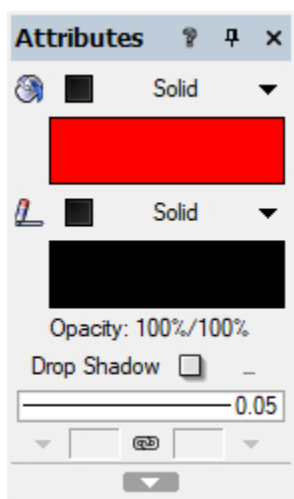 Attributes ? ×
Solid
Solid
Opacity: 100%/100%
Drop Shadow ...
0.05